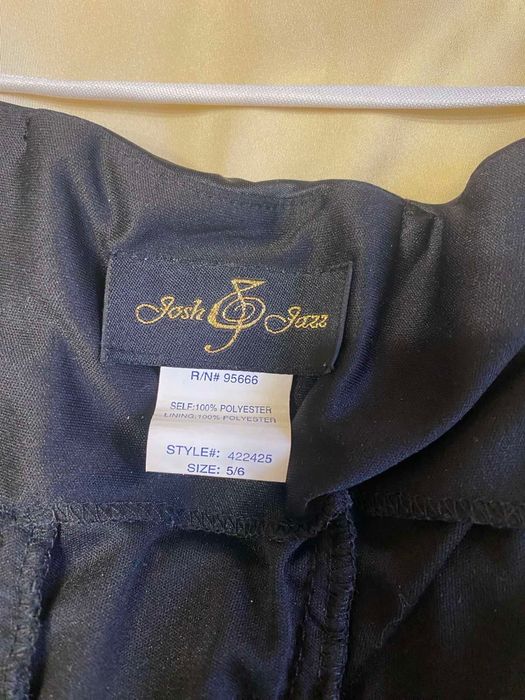 Josh Jazz
R/N# 95666
SELF:100% POLYESTER
LINING:100% POLYESTER
STYLE#: 422425
SIZE: 5/6